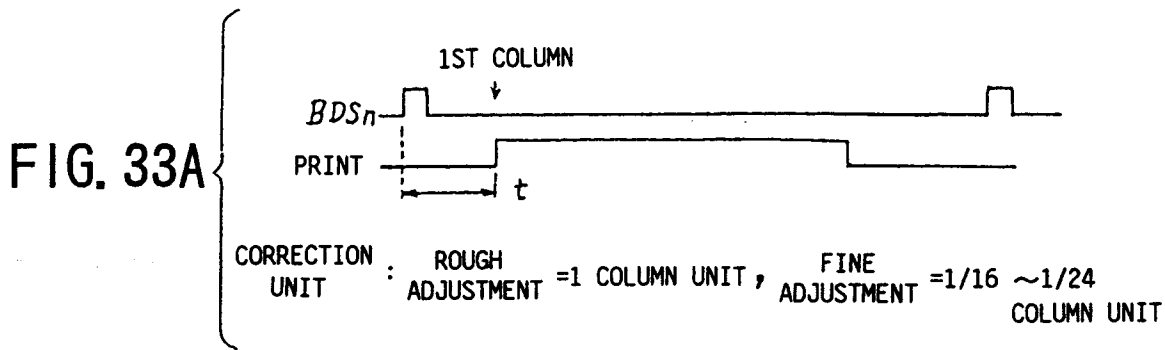 FIG. 33A
1ST COLUMN
BDSn
PRINT
t
CORRECTION UNIT : ROUGH ADJUSTMENT =1 COLUMN UNIT, FINE ADJUSTMENT =1/16 ~1/24 COLUMN UNIT